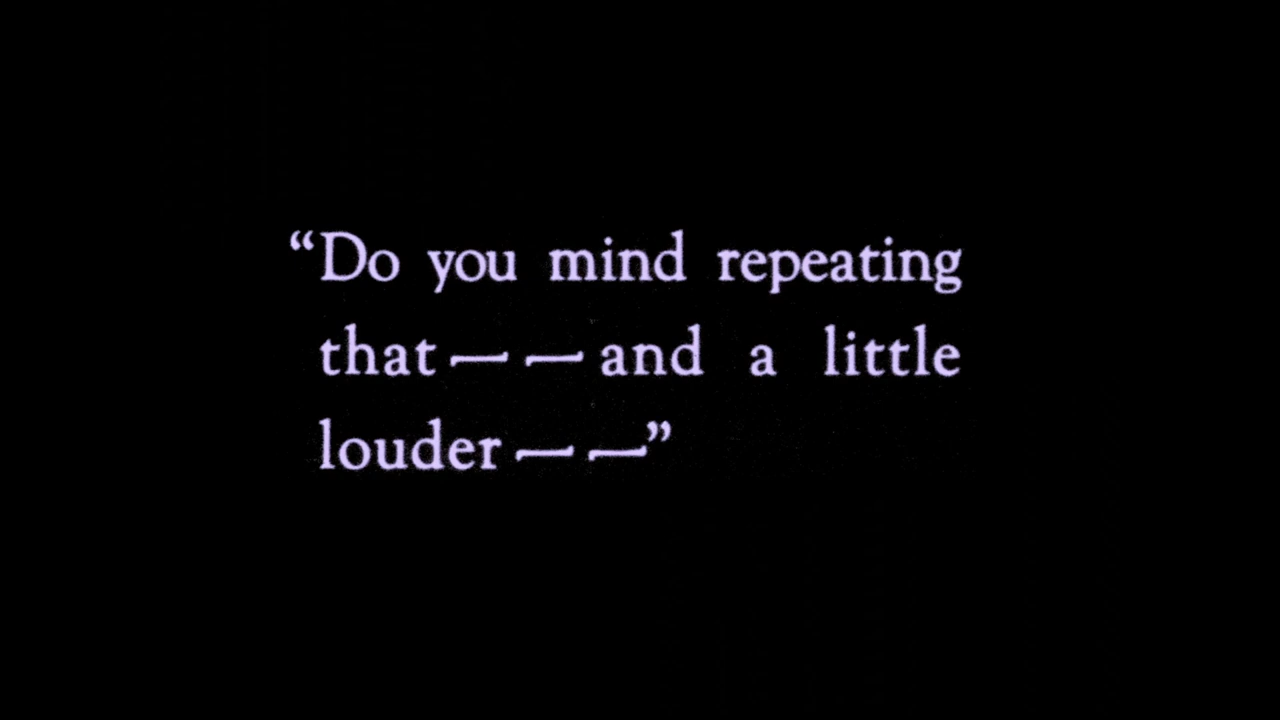 “Do you mind repeating
that — — and a little
louder — —”